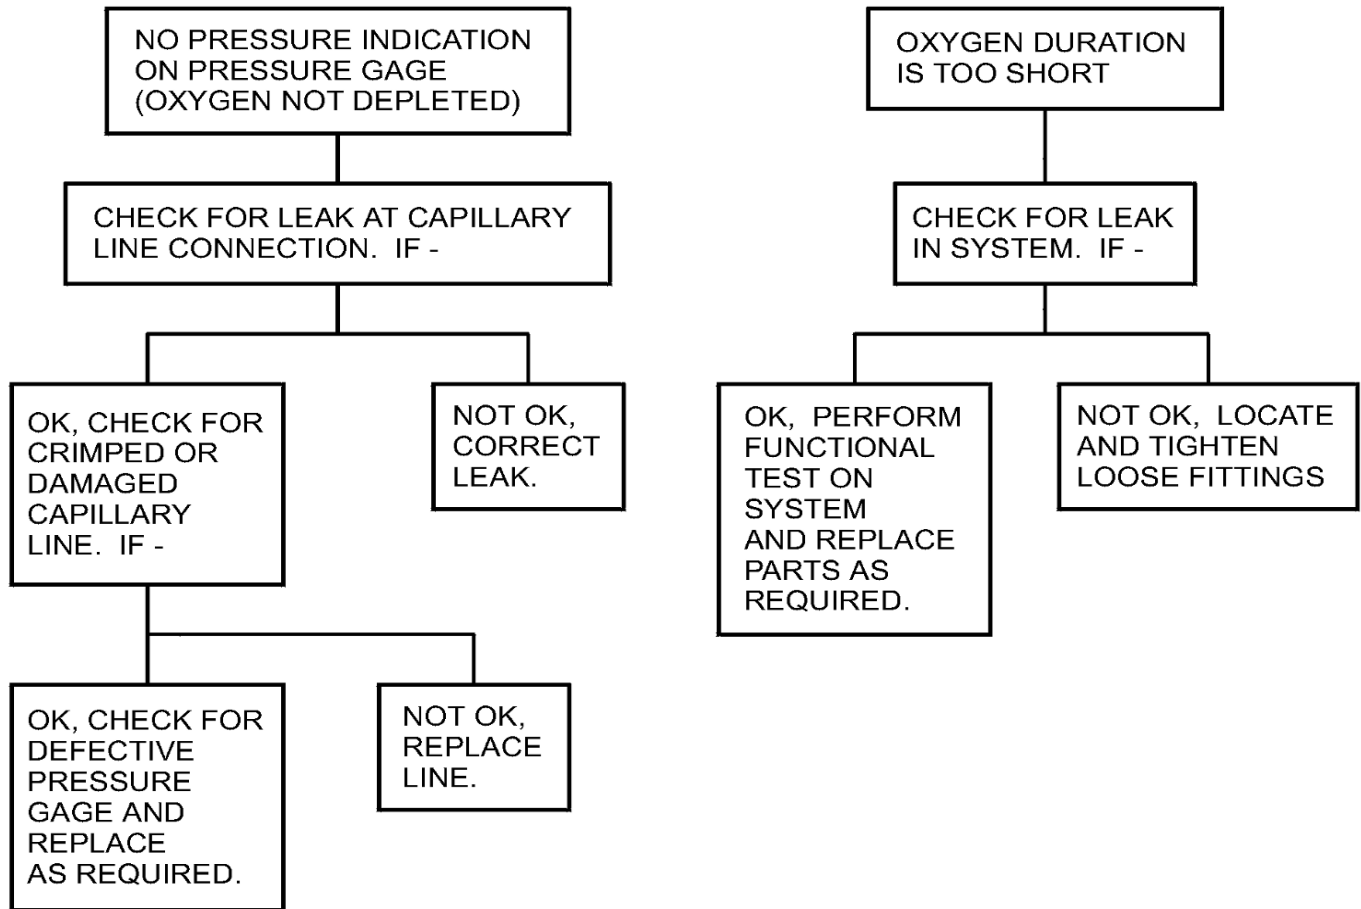 NO PRESSURE INDICATION
ON PRESSURE GAGE
(OXYGEN NOT DEPLETED)
CHECK FOR LEAK AT CAPILLARY
LINE CONNECTION.  IF -
OK, CHECK FOR
CRIMPED OR
DAMAGED
CAPILLARY
LINE.  IF -
NOT OK,
CORRECT
LEAK.
OK, CHECK FOR
DEFECTIVE
PRESSURE
GAGE AND
REPLACE
AS REQUIRED.
NOT OK,
REPLACE
LINE.
OXYGEN DURATION
IS TOO SHORT
CHECK FOR LEAK
IN SYSTEM.  IF -
OK,  PERFORM
FUNCTIONAL
TEST ON
SYSTEM
AND REPLACE
PARTS AS
REQUIRED.
NOT OK,  LOCATE
AND TIGHTEN
LOOSE FITTINGS